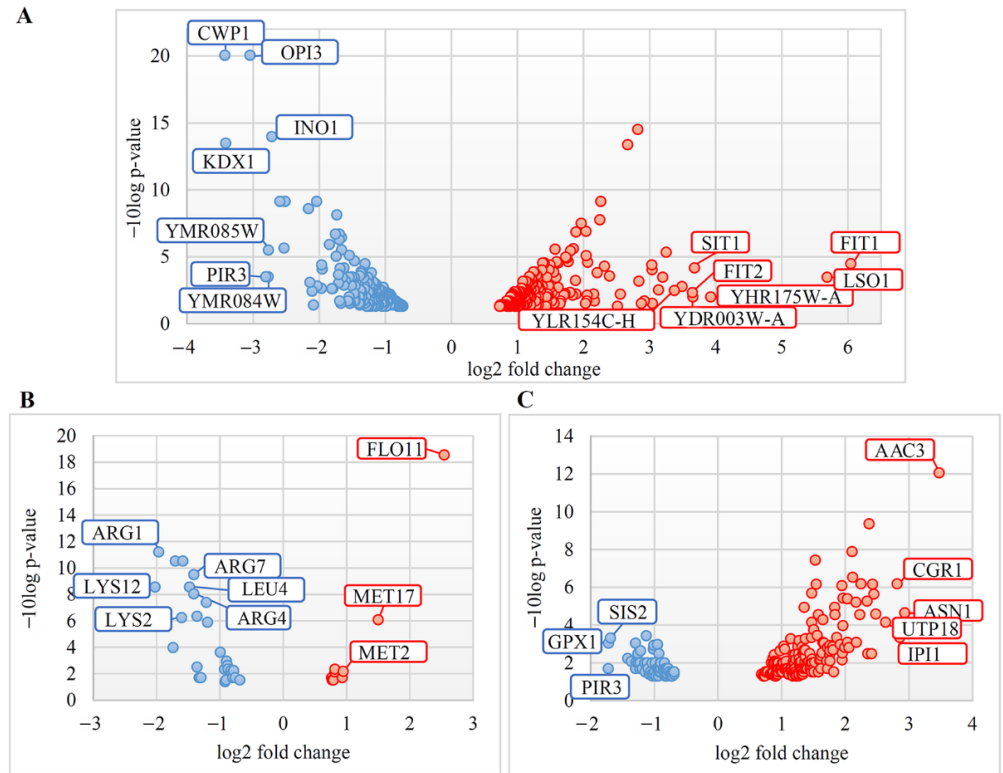 A
CWP1
OPI3
INO1
KDX1
YMR085W
PIR3
YMR084W
SIT1
FIT1
FIT2
LSO1
YHR175W-A
YLR154C-H
YDR003W-A
−10log p-value
20
15
10
5
0
−4 −3 −2 −1 0 1 2 3 4 5 6
log2 fold change
B
FLO11
ARG1
ARG7
LYS12
LEU4
MET17
LYS2
ARG4
MET2
−10log p-value
20
18
16
14
12
10
8
6
4
2
0
−3 −2 −1 0 1 2 3
log2 fold change
C
AAC3
CGR1
SIS2
ASN1
GPX1
UTP18
IPI1
PIR3
−10log p-value
14
12
10
8
6
4
2
0
−2 −1 0 1 2 3 4
log2 fold change